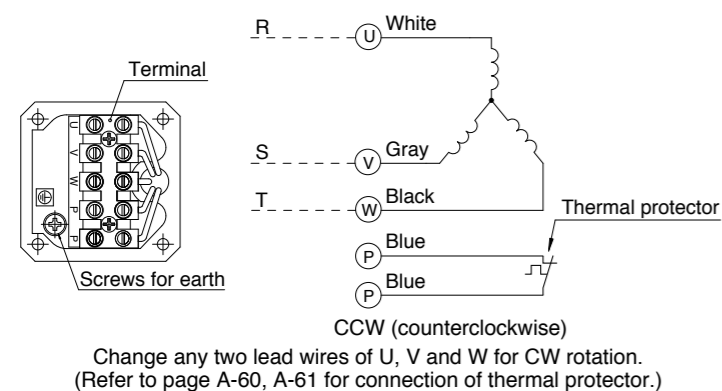 R
U White
Terminal
U
V
W
P
P
S
V Gray
T
W Black
Thermal protector
P Blue
P Blue
Screws for earth
CCW (counterclockwise)
Change any two lead wires of U, V and W for CW rotation.
(Refer to page A-60, A-61 for connection of thermal protector.)